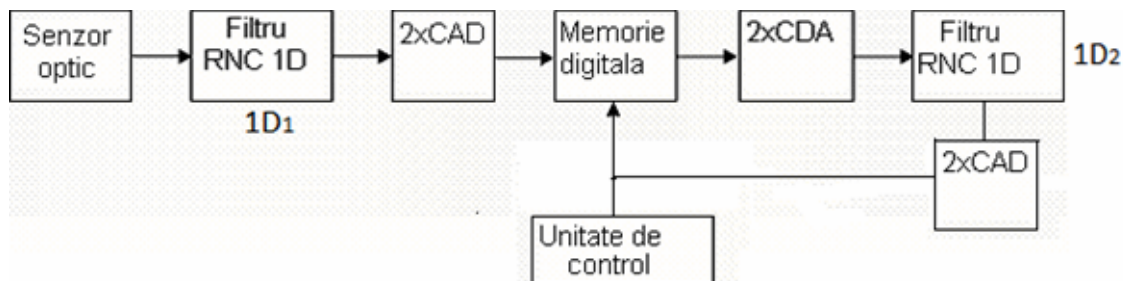 Senzor
optic
Filtru
RNC 1D
1D1
2xCAD
Memorie
digitala
2xCDA
Filtru
RNC 1D
1D2
2xCAD
Unitate de
control